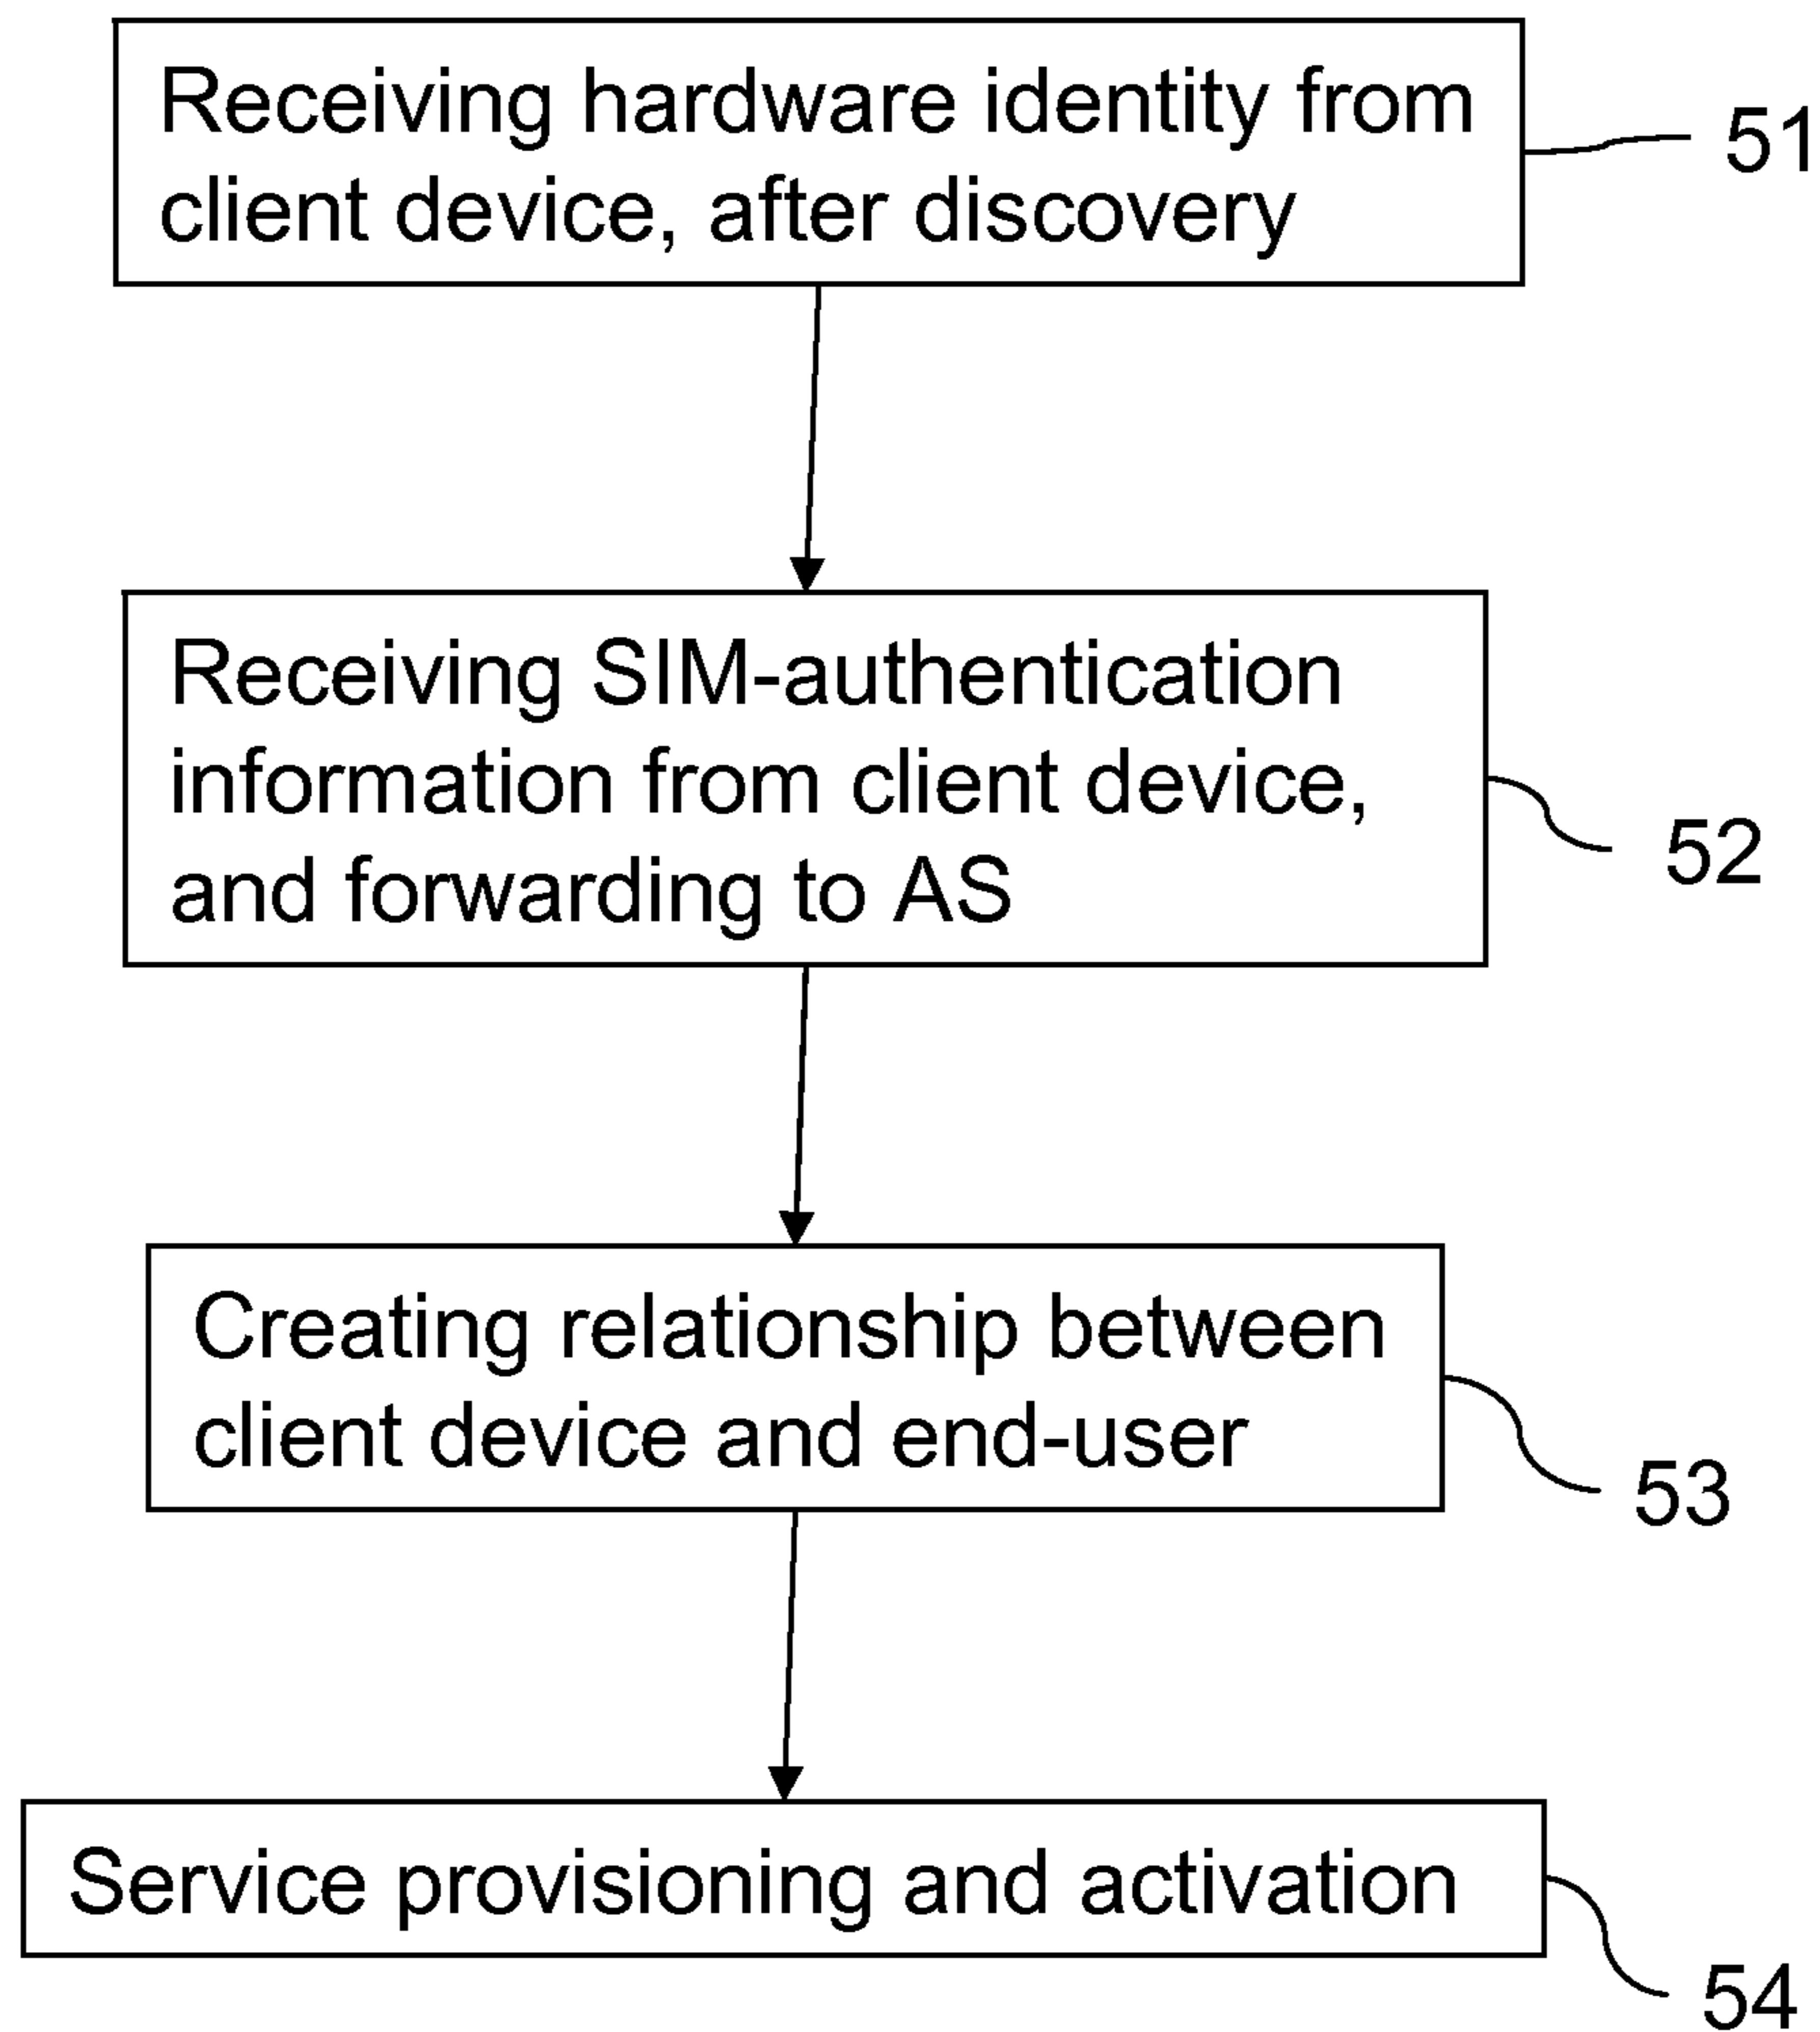 Receiving hardware identity from
client device, after discovery
51
Receiving SIM-authentication
information from client device,
and forwarding to AS
52
Creating relationship between
client device and end-user
53
Service provisioning and activation
54